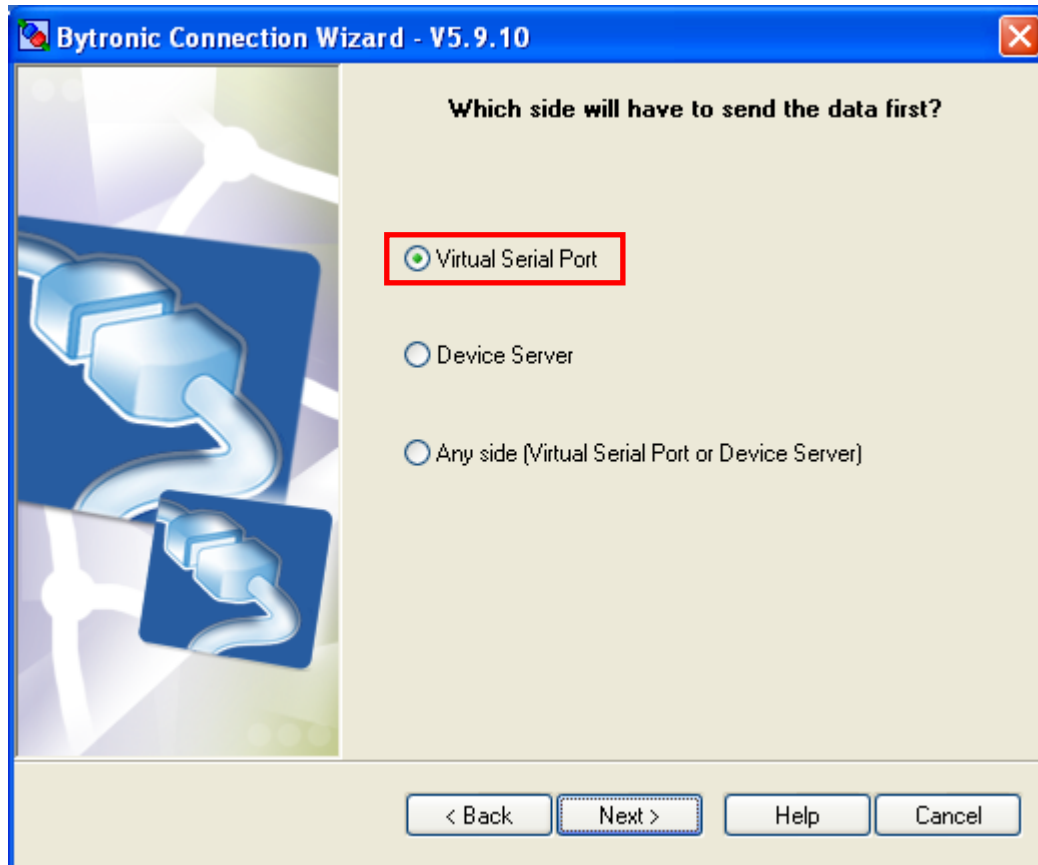 Bytronic Connection Wizard - V5.9.10
Which side will have to send the data first?
Virtual Serial Port
Device Server
Any side (Virtual Serial Port or Device Server)
< Back Next > Help Cancel